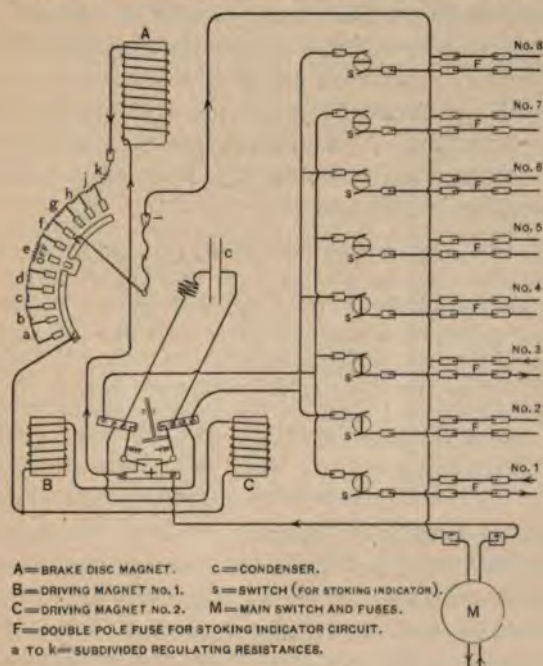 A
NO. 8
S
F
NO. 7
S
F
k
j
h
g
NO. 6
S
F
f
e
OFF
NO. 5
S
F
d
c
b
a
C
NO. 4
S
F
NO. 3
S
F
NO. 2
S
F
B
C
NO. 1
S
F
M
A=BRAKE DISC MAGNET. C=CONDENSER.
B=DRIVING MAGNET NO. 1. S=SWITCH (FOR STOKING INDICATOR).
C=DRIVING MAGNET NO. 2. M=MAIN SWITCH AND FUSES.
F=DOUBLE POLE FUSE FOR STOKING INDICATOR CIRCUIT.
a TO k=SUBDIVIDED REGULATING RESISTANCES.